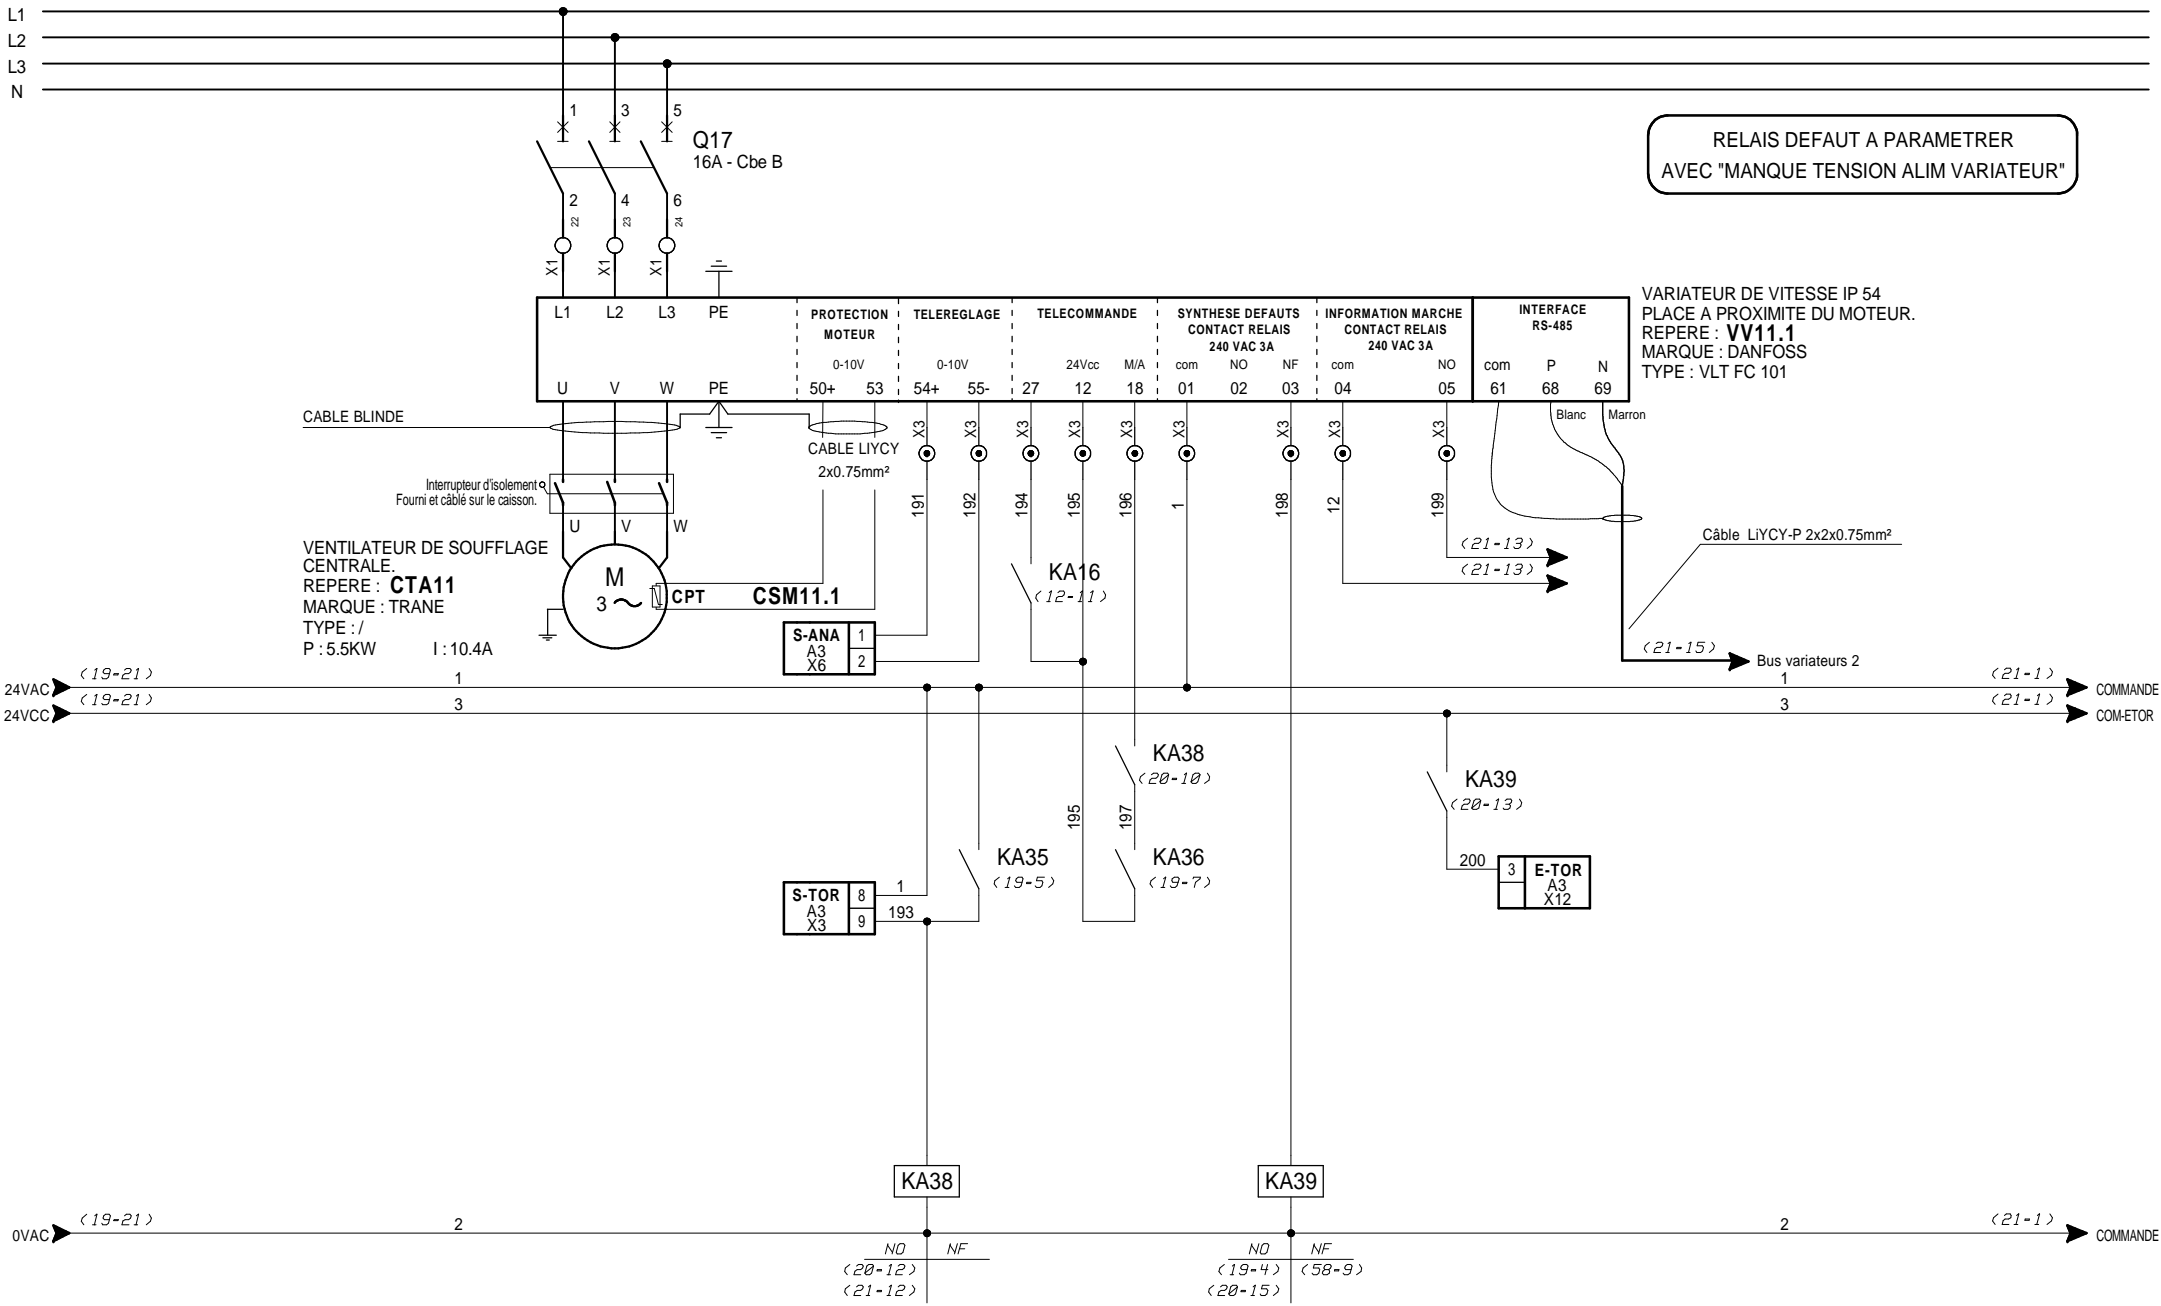 L1
L2
L3
N
1 3 5
Q17
16A - Cbe B
2 4 6
22 23 24
X1 X1 X1
RELAIS DEFAUT A PARAMETRER
AVEC "MANQUE TENSION ALIM VARIATEUR"
L1 L2 L3 PE
PROTECTION
MOTEUR
0-10V
50+ 53
TELEREGLAGE
0-10V
54+ 55-
TELECOMMANDE
24Vcc M/A
27 12 18
SYNTHESE DEFAUTS
CONTACT RELAIS
240 VAC 3A
com NO NF
01 02 03
INFORMATION MARCHE
CONTACT RELAIS
240 VAC 3A
com NO
04 05
INTERFACE
RS-485
com P N
61 68 69
U V W PE
VARIATEUR DE VITESSE IP 54
PLACE A PROXIMITE DU MOTEUR.
REPERE : VV11.1
MARQUE : DANFOSS
TYPE : VLT FC 101
Blanc Marron
CABLE BLINDE
CABLE LIYCY
2x0.75mm²
X3 X3 X3 X3 X3 X3 X3 X3 X3
191 192 194 195 196 1 198 12 199
Interrupteur d'isolement
Fourni et câblé sur le caisson.
U V W
VENTILATEUR DE SOUFFLAGE
CENTRALE.
REPERE : CTA11
MARQUE : TRANE
TYPE : /
P : 5.5KW I : 10.4A
M
3
CPT CSM11.1
KA16
(12-11)
(21-13)
(21-13)
Câble LiYCY-P 2x2x0.75mm²
S-ANA
A3
X6
1
2
(21-15)
Bus variateurs 2
24VAC (19-21) 1 1 (21-1) COMMANDE
24VCC (19-21) 3 3 (21-1) COM-ETOR
KA38
(20-10)
KA39
(20-13)
195 197
KA35
(19-5)
KA36
(19-7)
200
3
E-TOR
A3
X12
S-TOR
A3
X3
8
9
1
193
KA38 KA39
0VAC (19-21) 2 2 (21-1) COMMANDE
NO NF
(20-12)
(21-12)
NO NF
(19-4) (58-9)
(20-15)